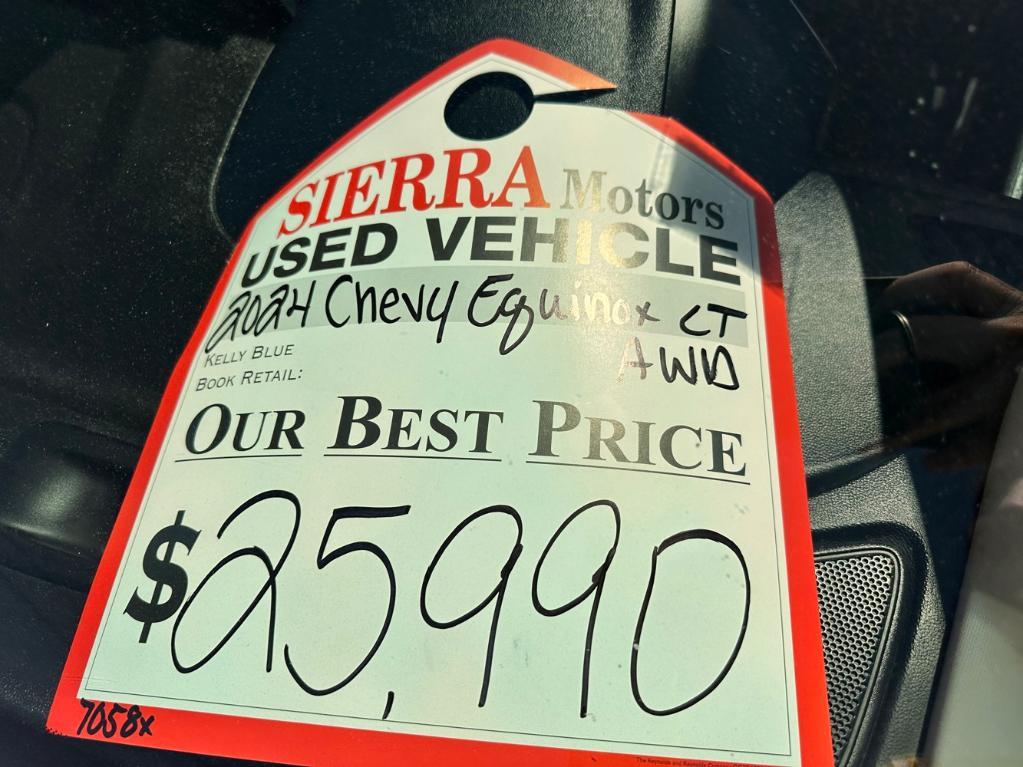 SIERRA Motors
USED VEHICLE
2024 Chevy Equinox LT
AWD
KELLY BLUE
BOOK RETAIL:
OUR BEST PRICE
$25,990
7058x